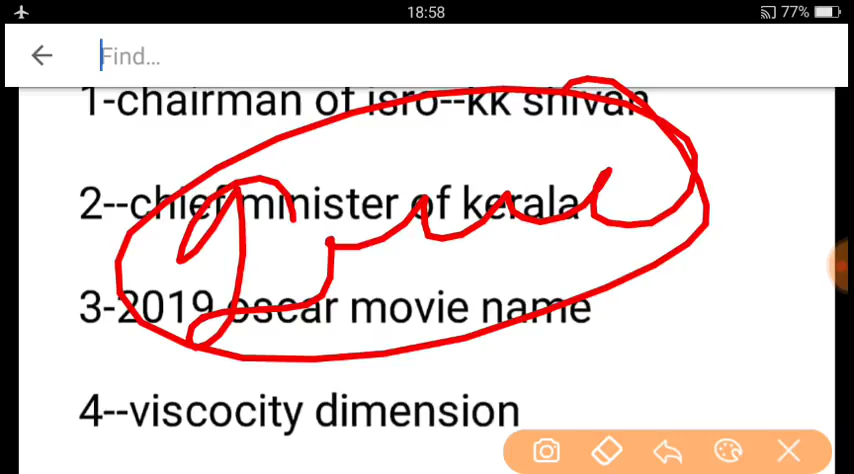 18:58
77%
Find...
1-chairman of isro--kk shivan
2--chief minister of kerala
3-2019 oscar movie name
4--viscocity dimension